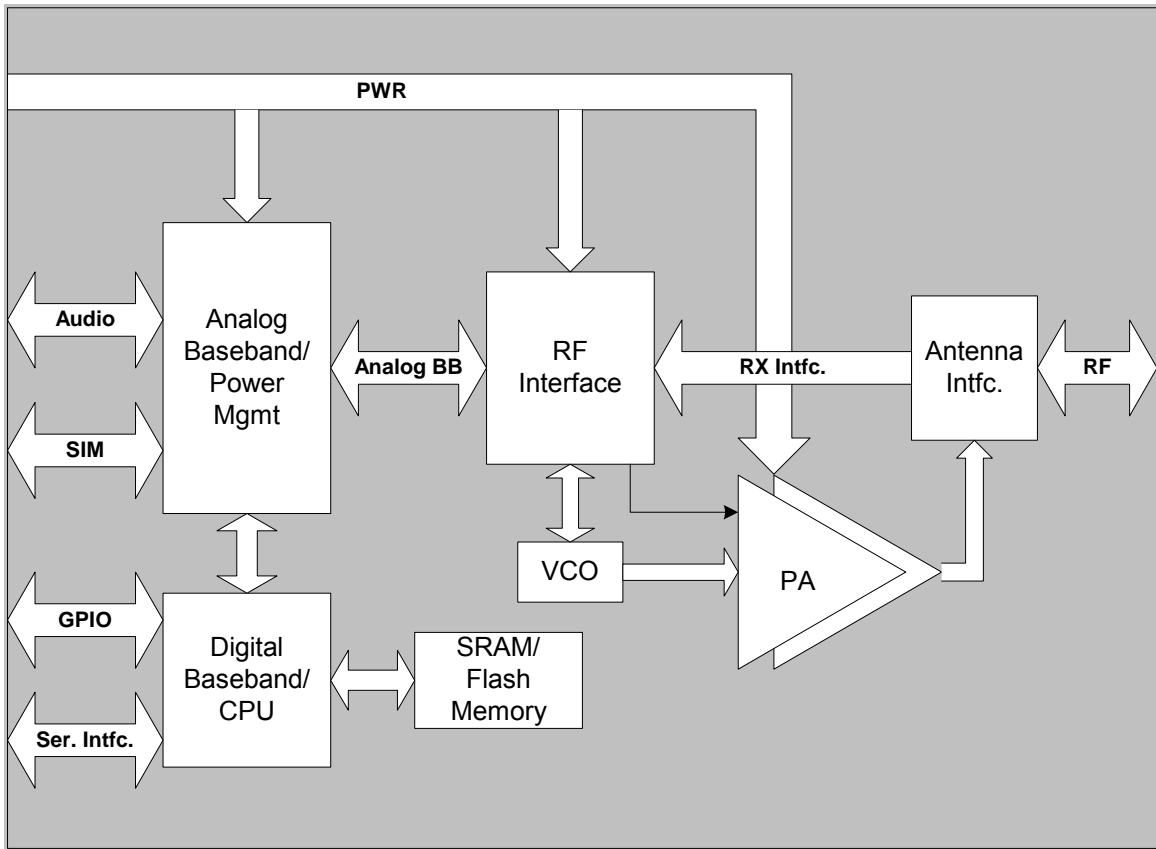 PWR
Audio
SIM
Analog
Baseband/
Power
Mgmt
Analog BB
RF
Interface
RX Intfc.
Antenna
Intfc.
RF
VCO
PA
GPIO
Ser. Intfc.
Digital
Baseband/
CPU
SRAM/
Flash
Memory